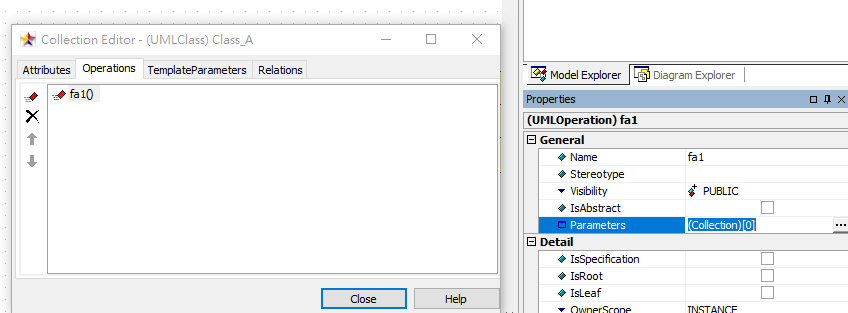 Collection Editor - (UMLClass) Class_A
Attributes Operations TemplateParameters Relations
fa1()
Close Help
Model Explorer Diagram Explorer
Properties
(UMLOperation) fa1
General
Name fa1
Stereotype
Visibility PUBLIC
IsAbstract
Parameters (Collection)[0] ...
Detail
IsSpecification
IsRoot
IsLeaf
OwnerScope INSTANCE